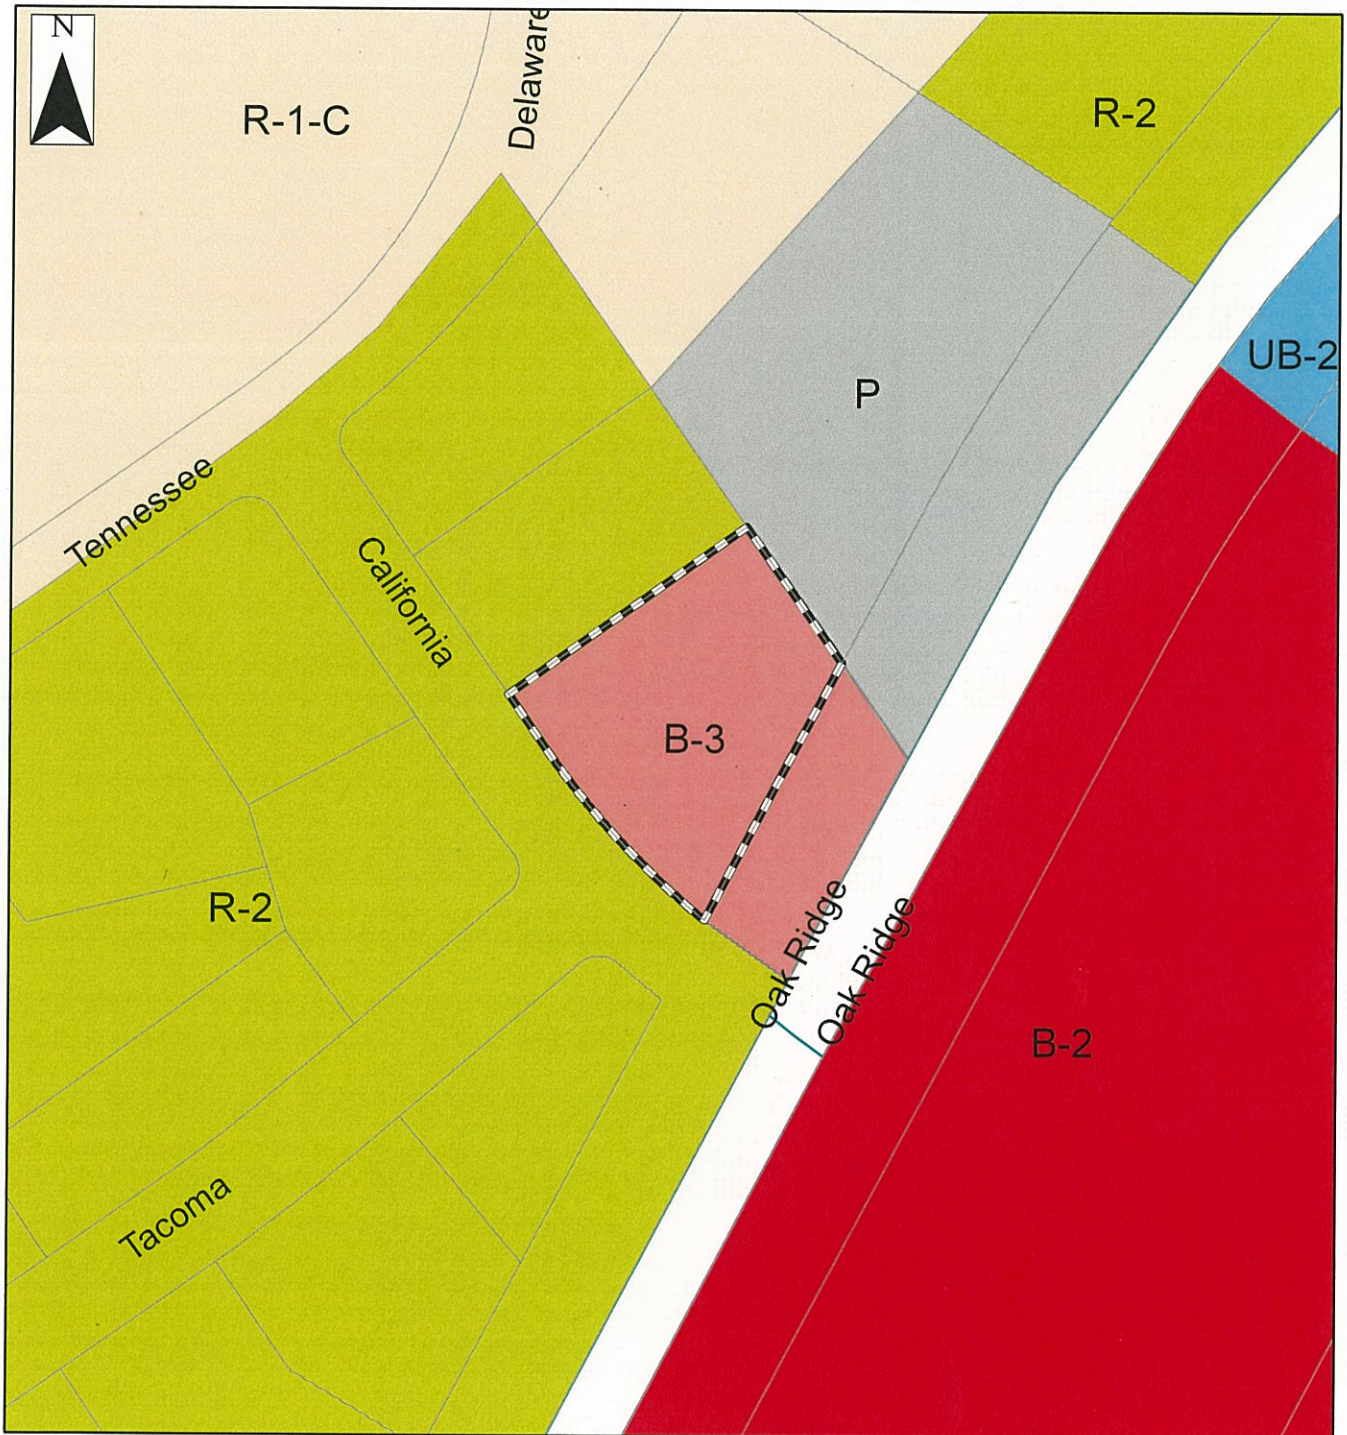 N
Delaware
R-1-C
R-2
UB-2
P
Tennessee
California
B-3
R-2
Oak Ridge
Oak Ridge
B-2
Tacoma